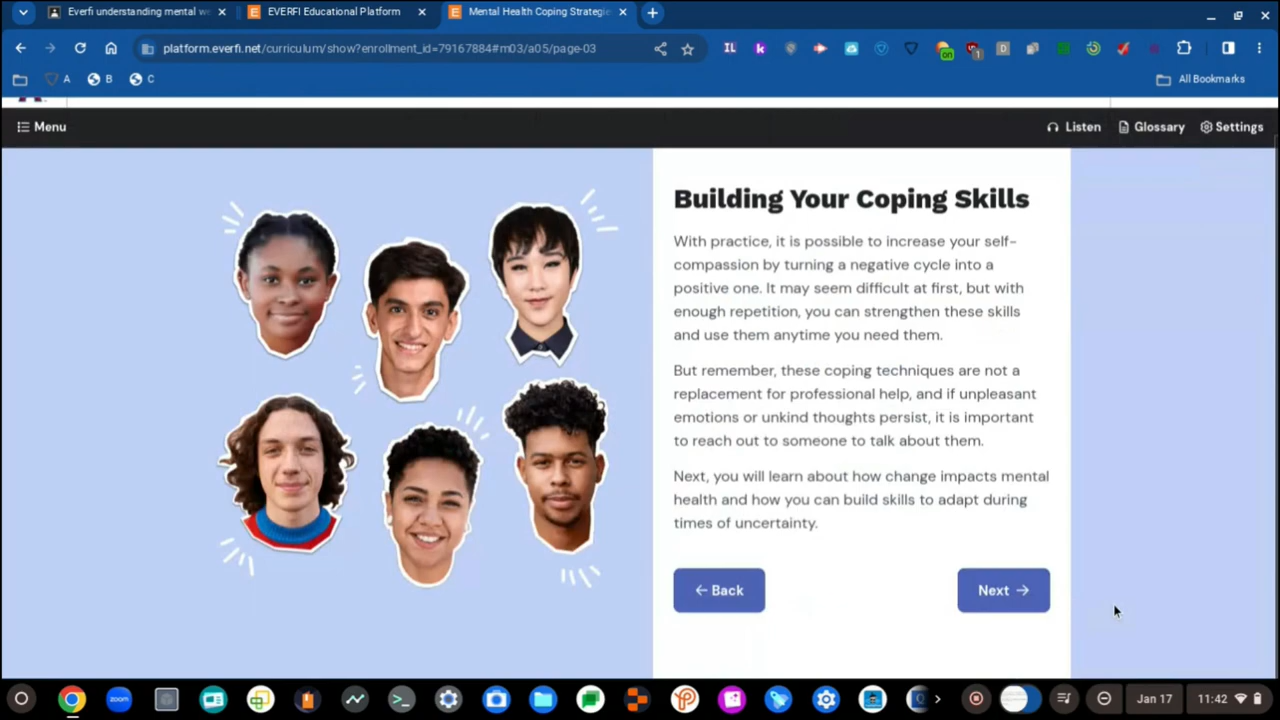 Everfi understanding mental we
EVERFI Educational Platform
Mental Health Coping Strategie
platform.everfi.net/curriculum/show?enrollment_id=79167884#m03/a05/page-03
IL
k
on
1
D
A
B
C
All Bookmarks
Menu
Listen
Glossary
Settings
Building Your Coping Skills
With practice, it is possible to increase your self-
compassion by turning a negative cycle into a
positive one. It may seem difficult at first, but with
enough repetition, you can strengthen these skills
and use them anytime you need them.
But remember, these coping techniques are not a
replacement for professional help, and if unpleasant
emotions or unkind thoughts persist, it is important
to reach out to someone to talk about them.
Next, you will learn about how change impacts mental
health and how you can build skills to adapt during
times of uncertainty.
← Back
Next →
zoom
Jan 17
11:42